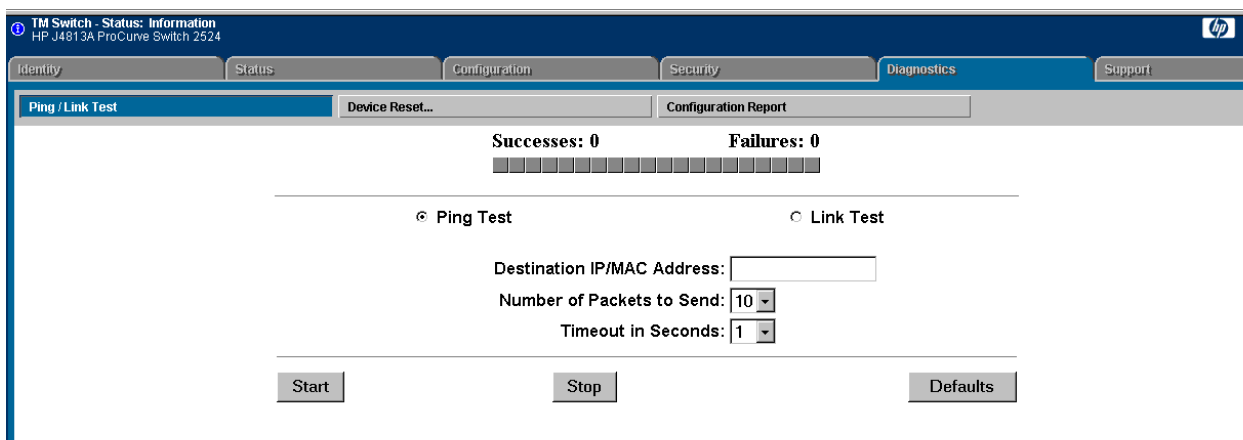 TM Switch - Status: Information
HP J4813A ProCurve Switch 2524
hp
Identity Status Configuration Security Diagnostics Support
Ping / Link Test Device Reset... Configuration Report
Successes: 0 Failures: 0
Ping Test Link Test
Destination IP/MAC Address:
Number of Packets to Send: 10
Timeout in Seconds: 1
Start Stop Defaults